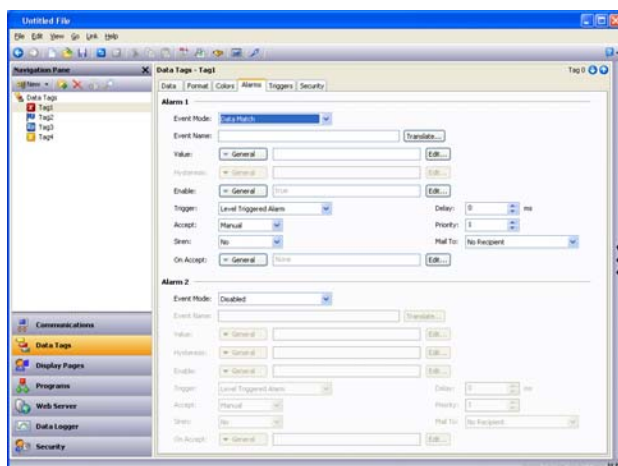 Untitled File
File Edit View Go Link Help
Navigation Pane
New
Data Tags
Tag1
Tag2
Tag3
Tag4
Communications
Data Tags
Display Pages
Programs
Web Server
Data Logger
Security
Data Tags - Tag1
Tag 0
Data Format Colors Alarms Triggers Security
Alarm 1
Event Mode: Data Match
Event Name: Translate...
Value: General Edit...
Hysteresis: General Edit...
Enable: General true Edit...
Trigger: Level Triggered Alarm Delay: 0 ms
Accept: Manual Priority: 1
Siren: No Mail To: No Recipient
On Accept: General None Edit...
Alarm 2
Event Mode: Disabled
Event Name: Translate...
Value: General Edit...
Hysteresis: General Edit...
Enable: General Edit...
Trigger: Level Triggered Alarm Delay: 0 ms
Accept: Manual Priority: 1
Siren: No Mail To: No Recipient
On Accept: General Edit...